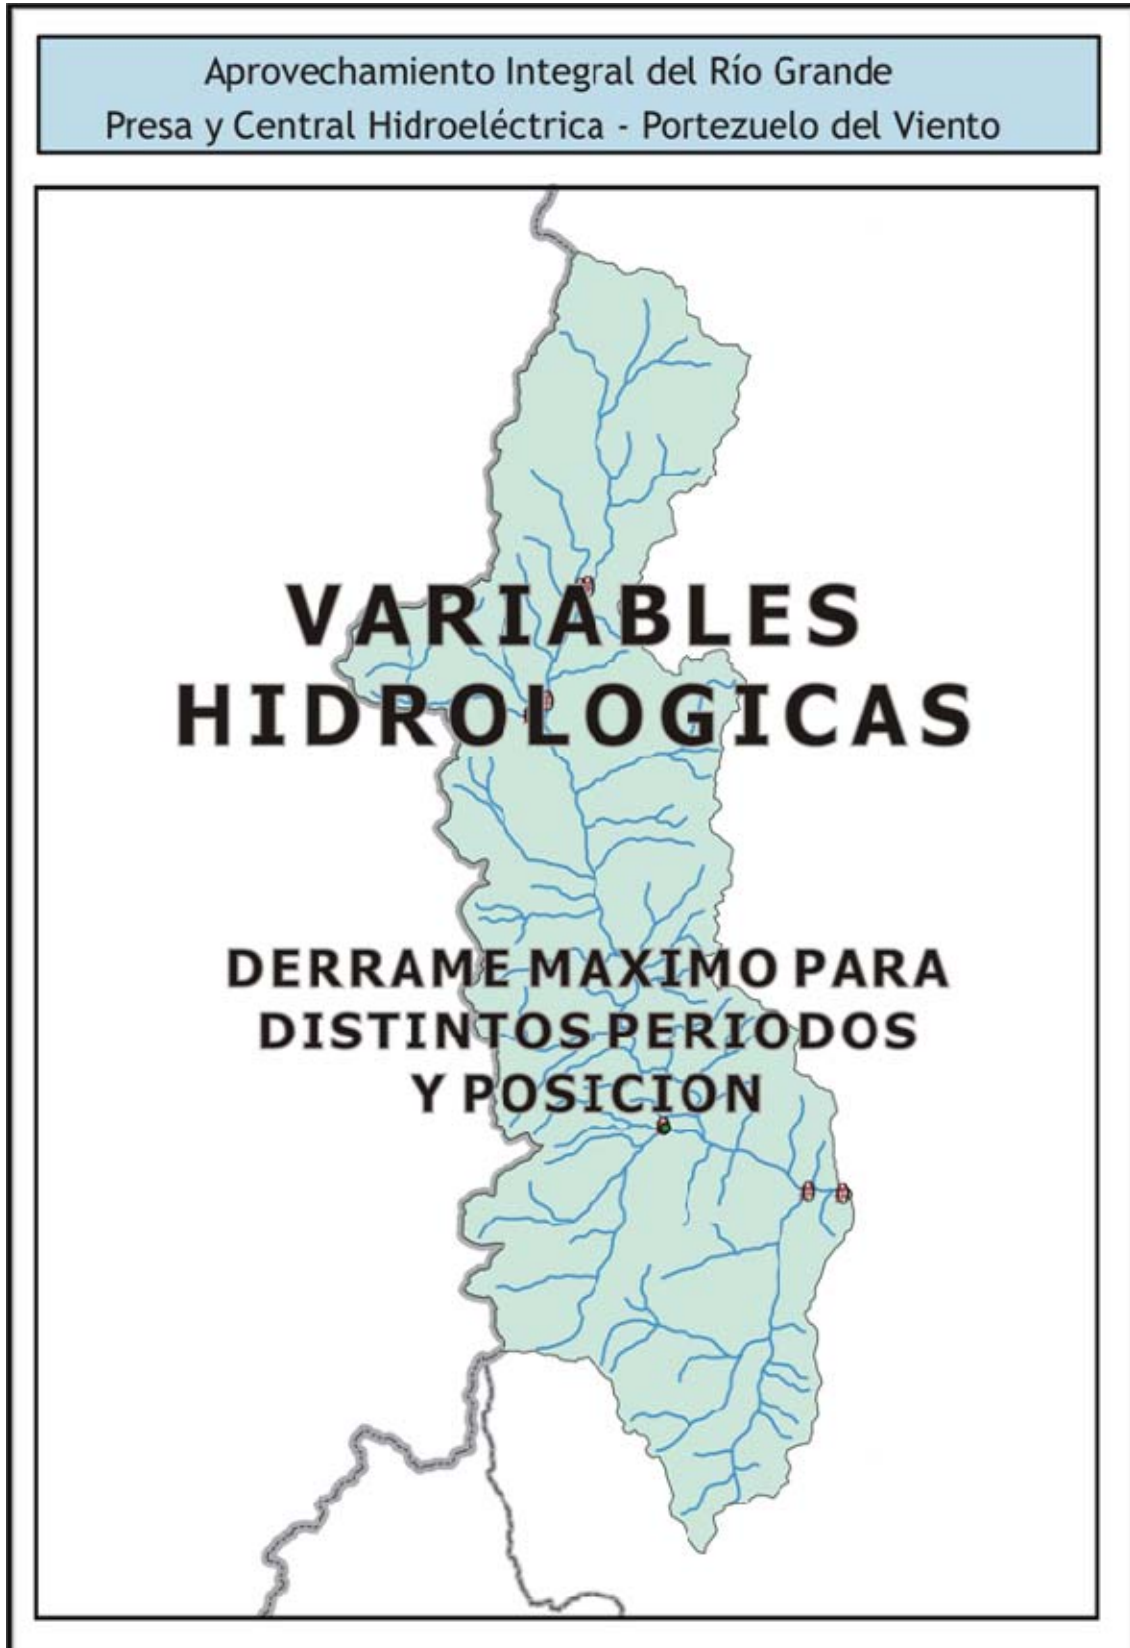 Aprovechamiento Integral del Río Grande
Presa y Central Hidroeléctrica - Portezuelo del Viento
VARIABLES
HIDROLOGICAS
DERRAME MAXIMO PARA
DISTINTOS PERIODOS
Y POSICION